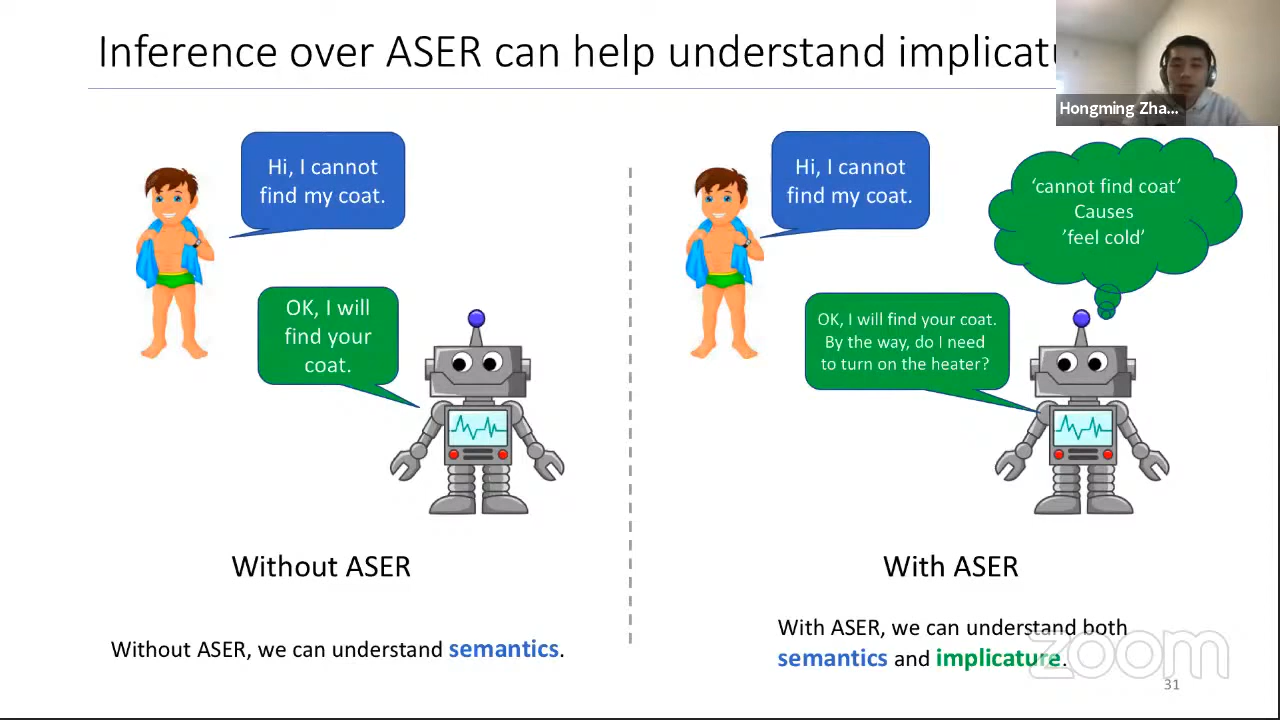 Inference over ASER can help understand implicatu
Hongming Zha...
Hi, I cannot
find my coat.
OK, I will
find your
coat.
Without ASER
Without ASER, we can understand semantics.
Hi, I cannot
find my coat.
‘cannot find coat’
Causes
’feel cold’
OK, I will find your coat.
By the way, do I need
to turn on the heater?
With ASER
With ASER, we can understand both
semantics and implicature.
zoom
31